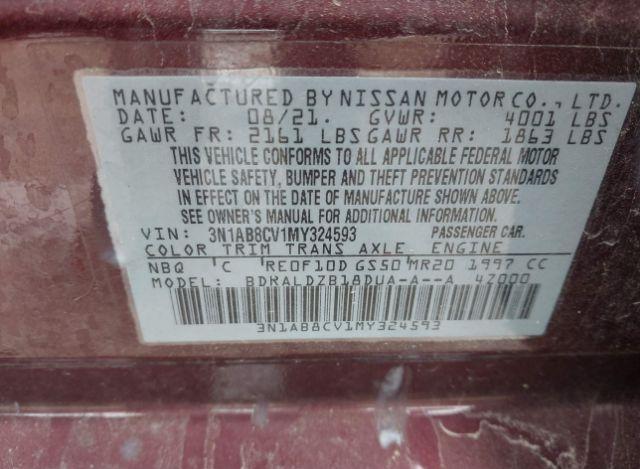 MANUFACTURED BY NISSAN MOTOR CO., LTD.
DATE: 08/21. GVWR: 4001 LBS
GAWR FR: 2161 LBS GAWR RR: 1863 LBS
THIS VEHICLE CONFORMS TO ALL APPLICABLE FEDERAL MOTOR
VEHICLE SAFETY, BUMPER AND THEFT PREVENTION STANDARDS
IN EFFECT ON THE DATE OF MANUFACTURE SHOWN ABOVE.
SEE OWNER'S MANUAL FOR ADDITIONAL INFORMATION.
VIN: 3N1AB8CV1MY324593 PASSENGER CAR.
COLOR TRIM TRANS AXLE ENGINE
NBQ C RE0F10D GS50 MR20 1997 CC
MODEL: BDRALDZB18DUA-A--A 4Z000
3N1AB8CV1MY324593